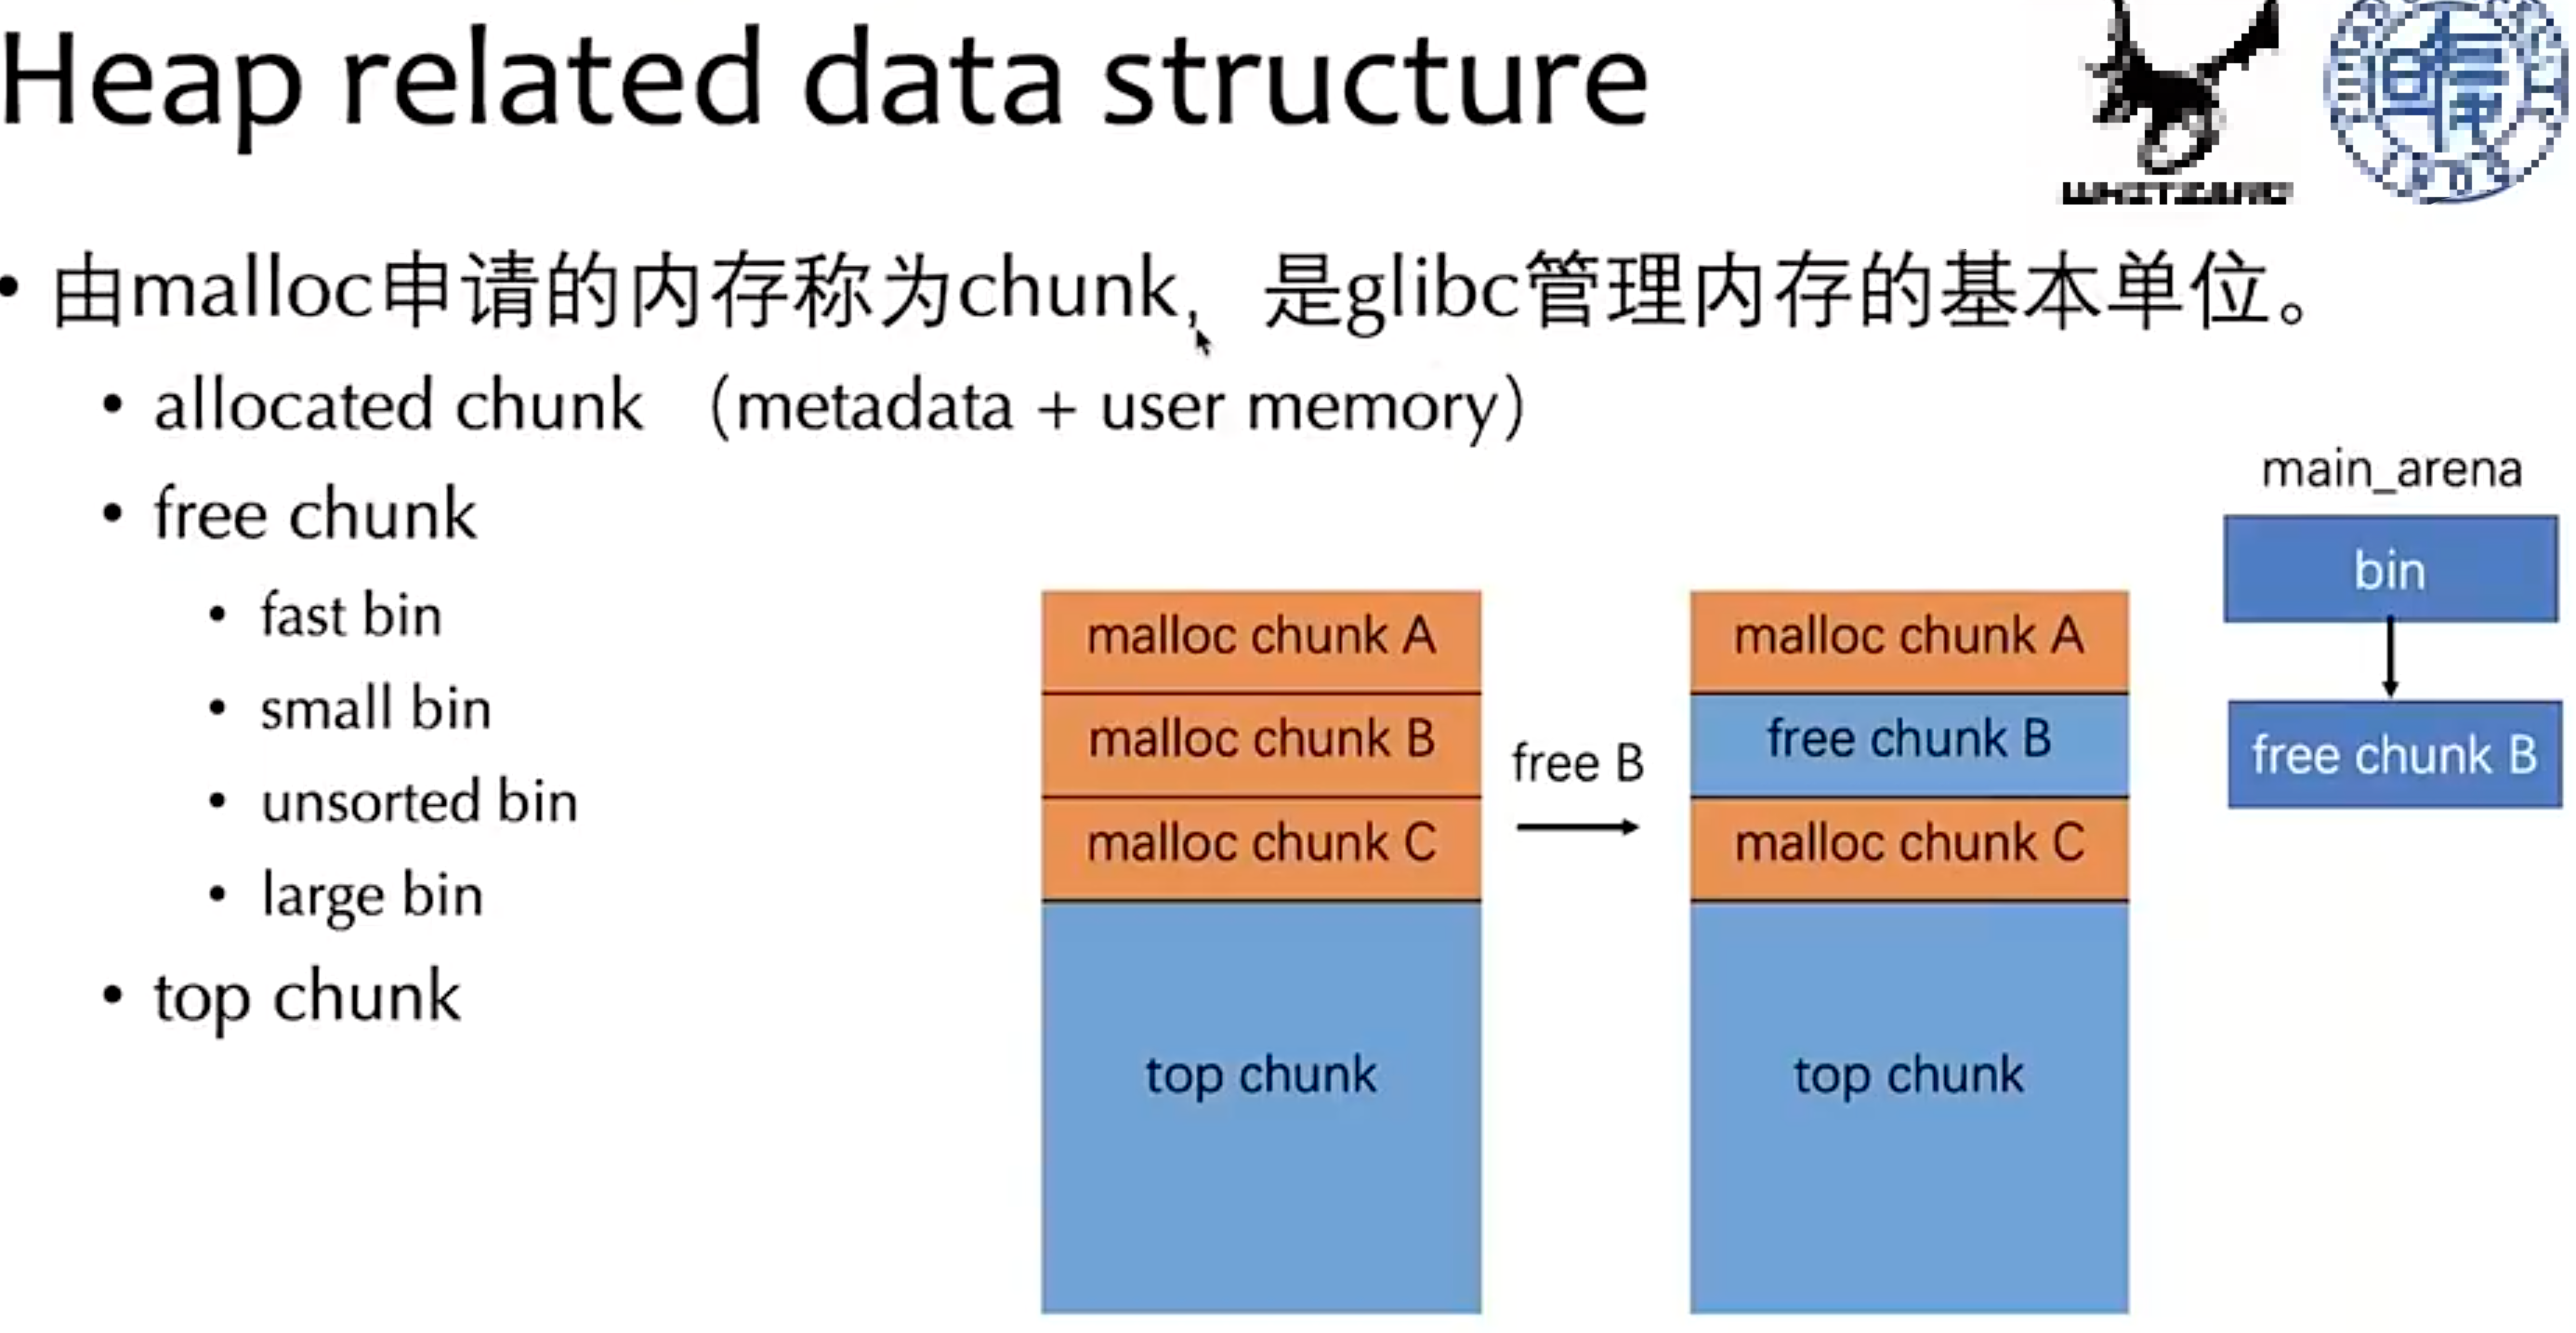 Heap related data structure
• 由malloc申请的内存称为chunk，是glibc管理内存的基本单位。
• allocated chunk （metadata + user memory）
• free chunk
• fast bin
• small bin
• unsorted bin
• large bin
• top chunk
malloc chunk A
malloc chunk B
malloc chunk C
top chunk
free B
malloc chunk A
free chunk B
malloc chunk C
top chunk
main_arena
bin
free chunk B